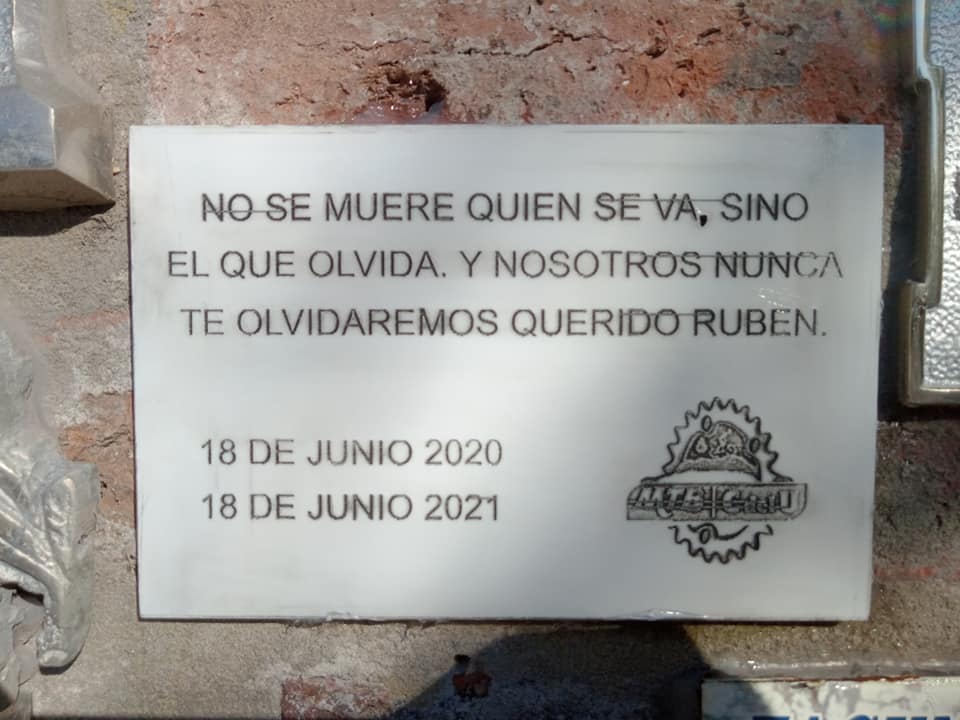 NO SE MUERE QUIEN SE VA, SINO
EL QUE OLVIDA. Y NOSOTROS NUNCA
TE OLVIDAREMOS QUERIDO RUBEN.
18 DE JUNIO 2020
18 DE JUNIO 2021
MTB